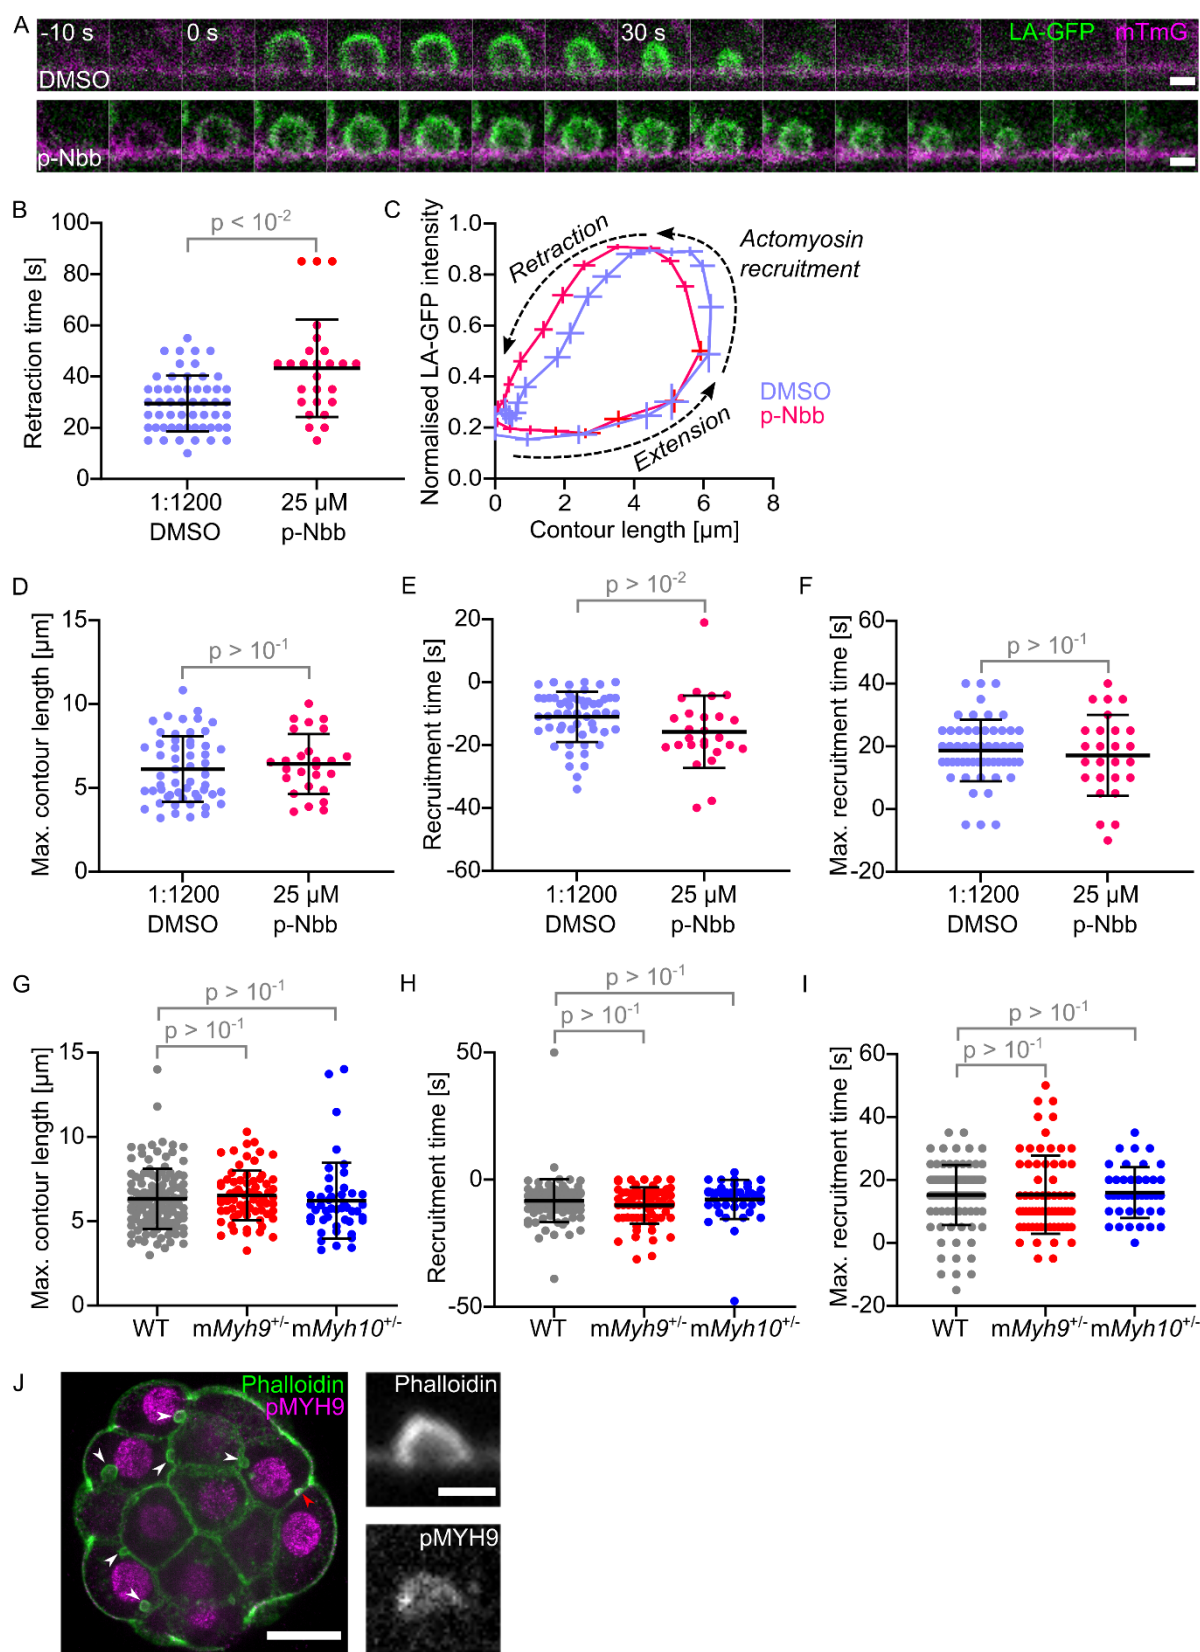 A
-10 s 0 s 30 s LA-GFP mTmG
DMSO
p-Nbb
B
p < 10⁻²
Retraction time [s]
100
80
60
40
20
0
1:1200 DMSO
25 µM p-Nbb
C
Normalised LA-GFP intensity
1.0
0.8
0.6
0.4
0.2
0.0
Retraction
Actomyosin
recruitment
DMSO
p-Nbb
Extension
0 2 4 6 8
Contour length [µm]
D
p > 10⁻¹
Max. contour length [µm]
15
10
5
0
1:1200 DMSO
25 µM p-Nbb
E
p > 10⁻²
Recruitment time [s]
20
0
-20
-40
-60
1:1200 DMSO
25 µM p-Nbb
F
p > 10⁻¹
Max. recruitment time [s]
60
40
20
0
-20
1:1200 DMSO
25 µM p-Nbb
G
p > 10⁻¹
p > 10⁻¹
Max. contour length [µm]
15
10
5
0
WT mMyh9⁺/⁻ mMyh10⁺/⁻
H
p > 10⁻¹
p > 10⁻¹
Recruitment time [s]
50
0
-50
WT mMyh9⁺/⁻ mMyh10⁺/⁻
I
p > 10⁻¹
p > 10⁻¹
Max. recruitment time [s]
60
40
20
0
-20
WT mMyh9⁺/⁻ mMyh10⁺/⁻
J
Phalloidin
pMYH9
Phalloidin
pMYH9